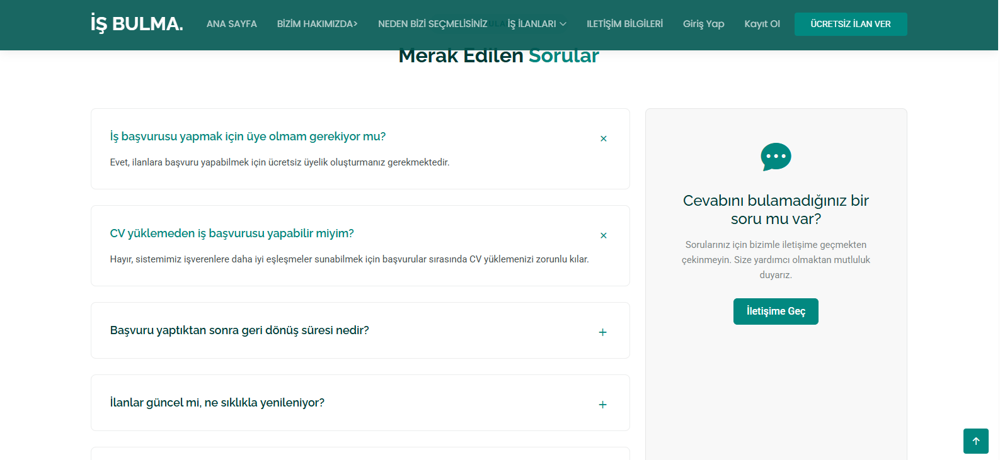 İŞ BULMA.
ANA SAYFA
BİZİM HAKIMIZDA>
NEDEN BİZİ SEÇMELİSİNİZ
İŞ İLANLARI
ILETİŞİM BİLGİLERİ
Giriş Yap
Kayıt Ol
ÜCRETSİZ İLAN VER
Merak Edilen Sorular
İş başvurusu yapmak için üye olmam gerekiyor mu?
Evet, ilanlara başvuru yapabilmek için ücretsiz üyelik oluşturmanız gerekmektedir.
CV yüklemeden iş başvurusu yapabilir miyim?
Hayır, sistemimiz işverenlere daha iyi eşleşmeler sunabilmek için başvurular sırasında CV yüklemenizi zorunlu kılar.
Başvuru yaptıktan sonra geri dönüş süresi nedir?
İlanlar güncel mi, ne sıklıkla yenileniyor?
Cevabını bulamadığınız bir
soru mu var?
Sorularınız için bizimle iletişime geçmekten
çekinmeyin. Size yardımcı olmaktan mutluluk
duyarız.
İletişime Geç